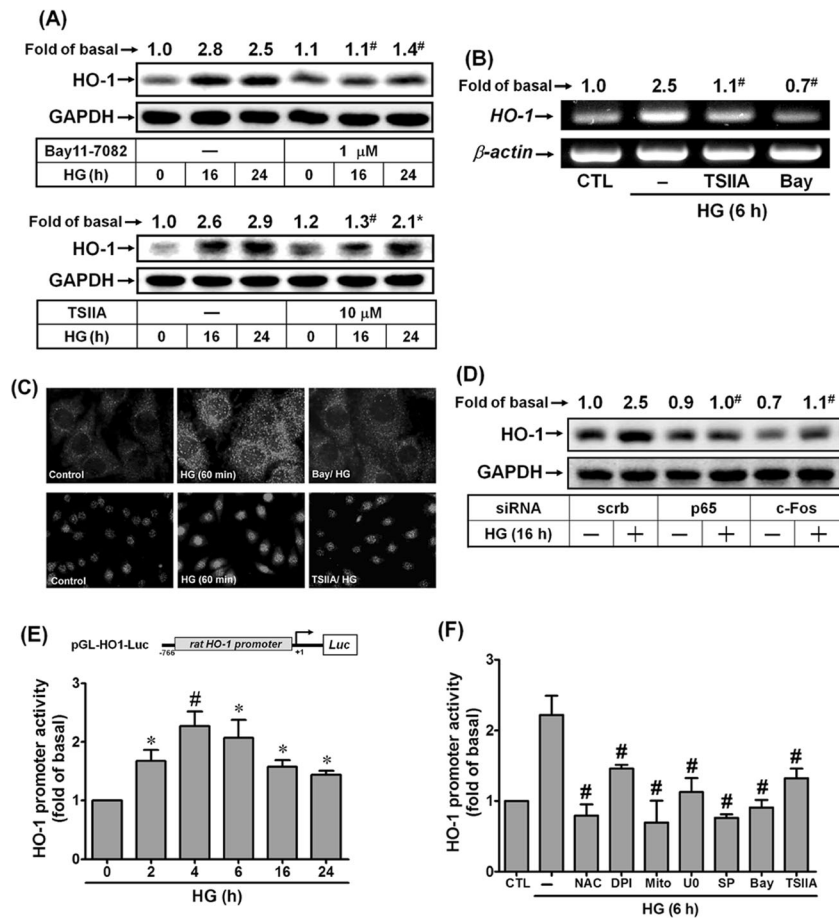 (A)
Fold of basal→ 1.0 2.8 2.5 1.1 1.1# 1.4#
HO-1→
GAPDH→
Bay11-7082 — 1 μM
HG (h) 0 16 24 0 16 24
Fold of basal→ 1.0 2.6 2.9 1.2 1.3# 2.1*
HO-1→
GAPDH→
TSIIA — 10 μM
HG (h) 0 16 24 0 16 24
(B)
Fold of basal→ 1.0 2.5 1.1# 0.7#
HO-1→
β-actin→
CTL – TSIIA Bay
HG (6 h)
(C)
Control HG (60 min) Bay/ HG
Control HG (60 min) TSIIA/ HG
(D)
Fold of basal→ 1.0 2.5 0.9 1.0# 0.7 1.1#
HO-1→
GAPDH→
siRNA scrb p65 c-Fos
HG (16 h) — + — + — +
(E)
pGL-HO1-Luc -766 rat HO-1 promoter +1 Luc
HO-1 promoter activity
(fold of basal)
3
2
1
0
* # * * *
0 2 4 6 16 24
HG (h)
(F)
HO-1 promoter activity
(fold of basal)
3
2
1
0
# # # # # # #
CTL – NAC DPI Mito U0 SP Bay TSIIA
HG (6 h)